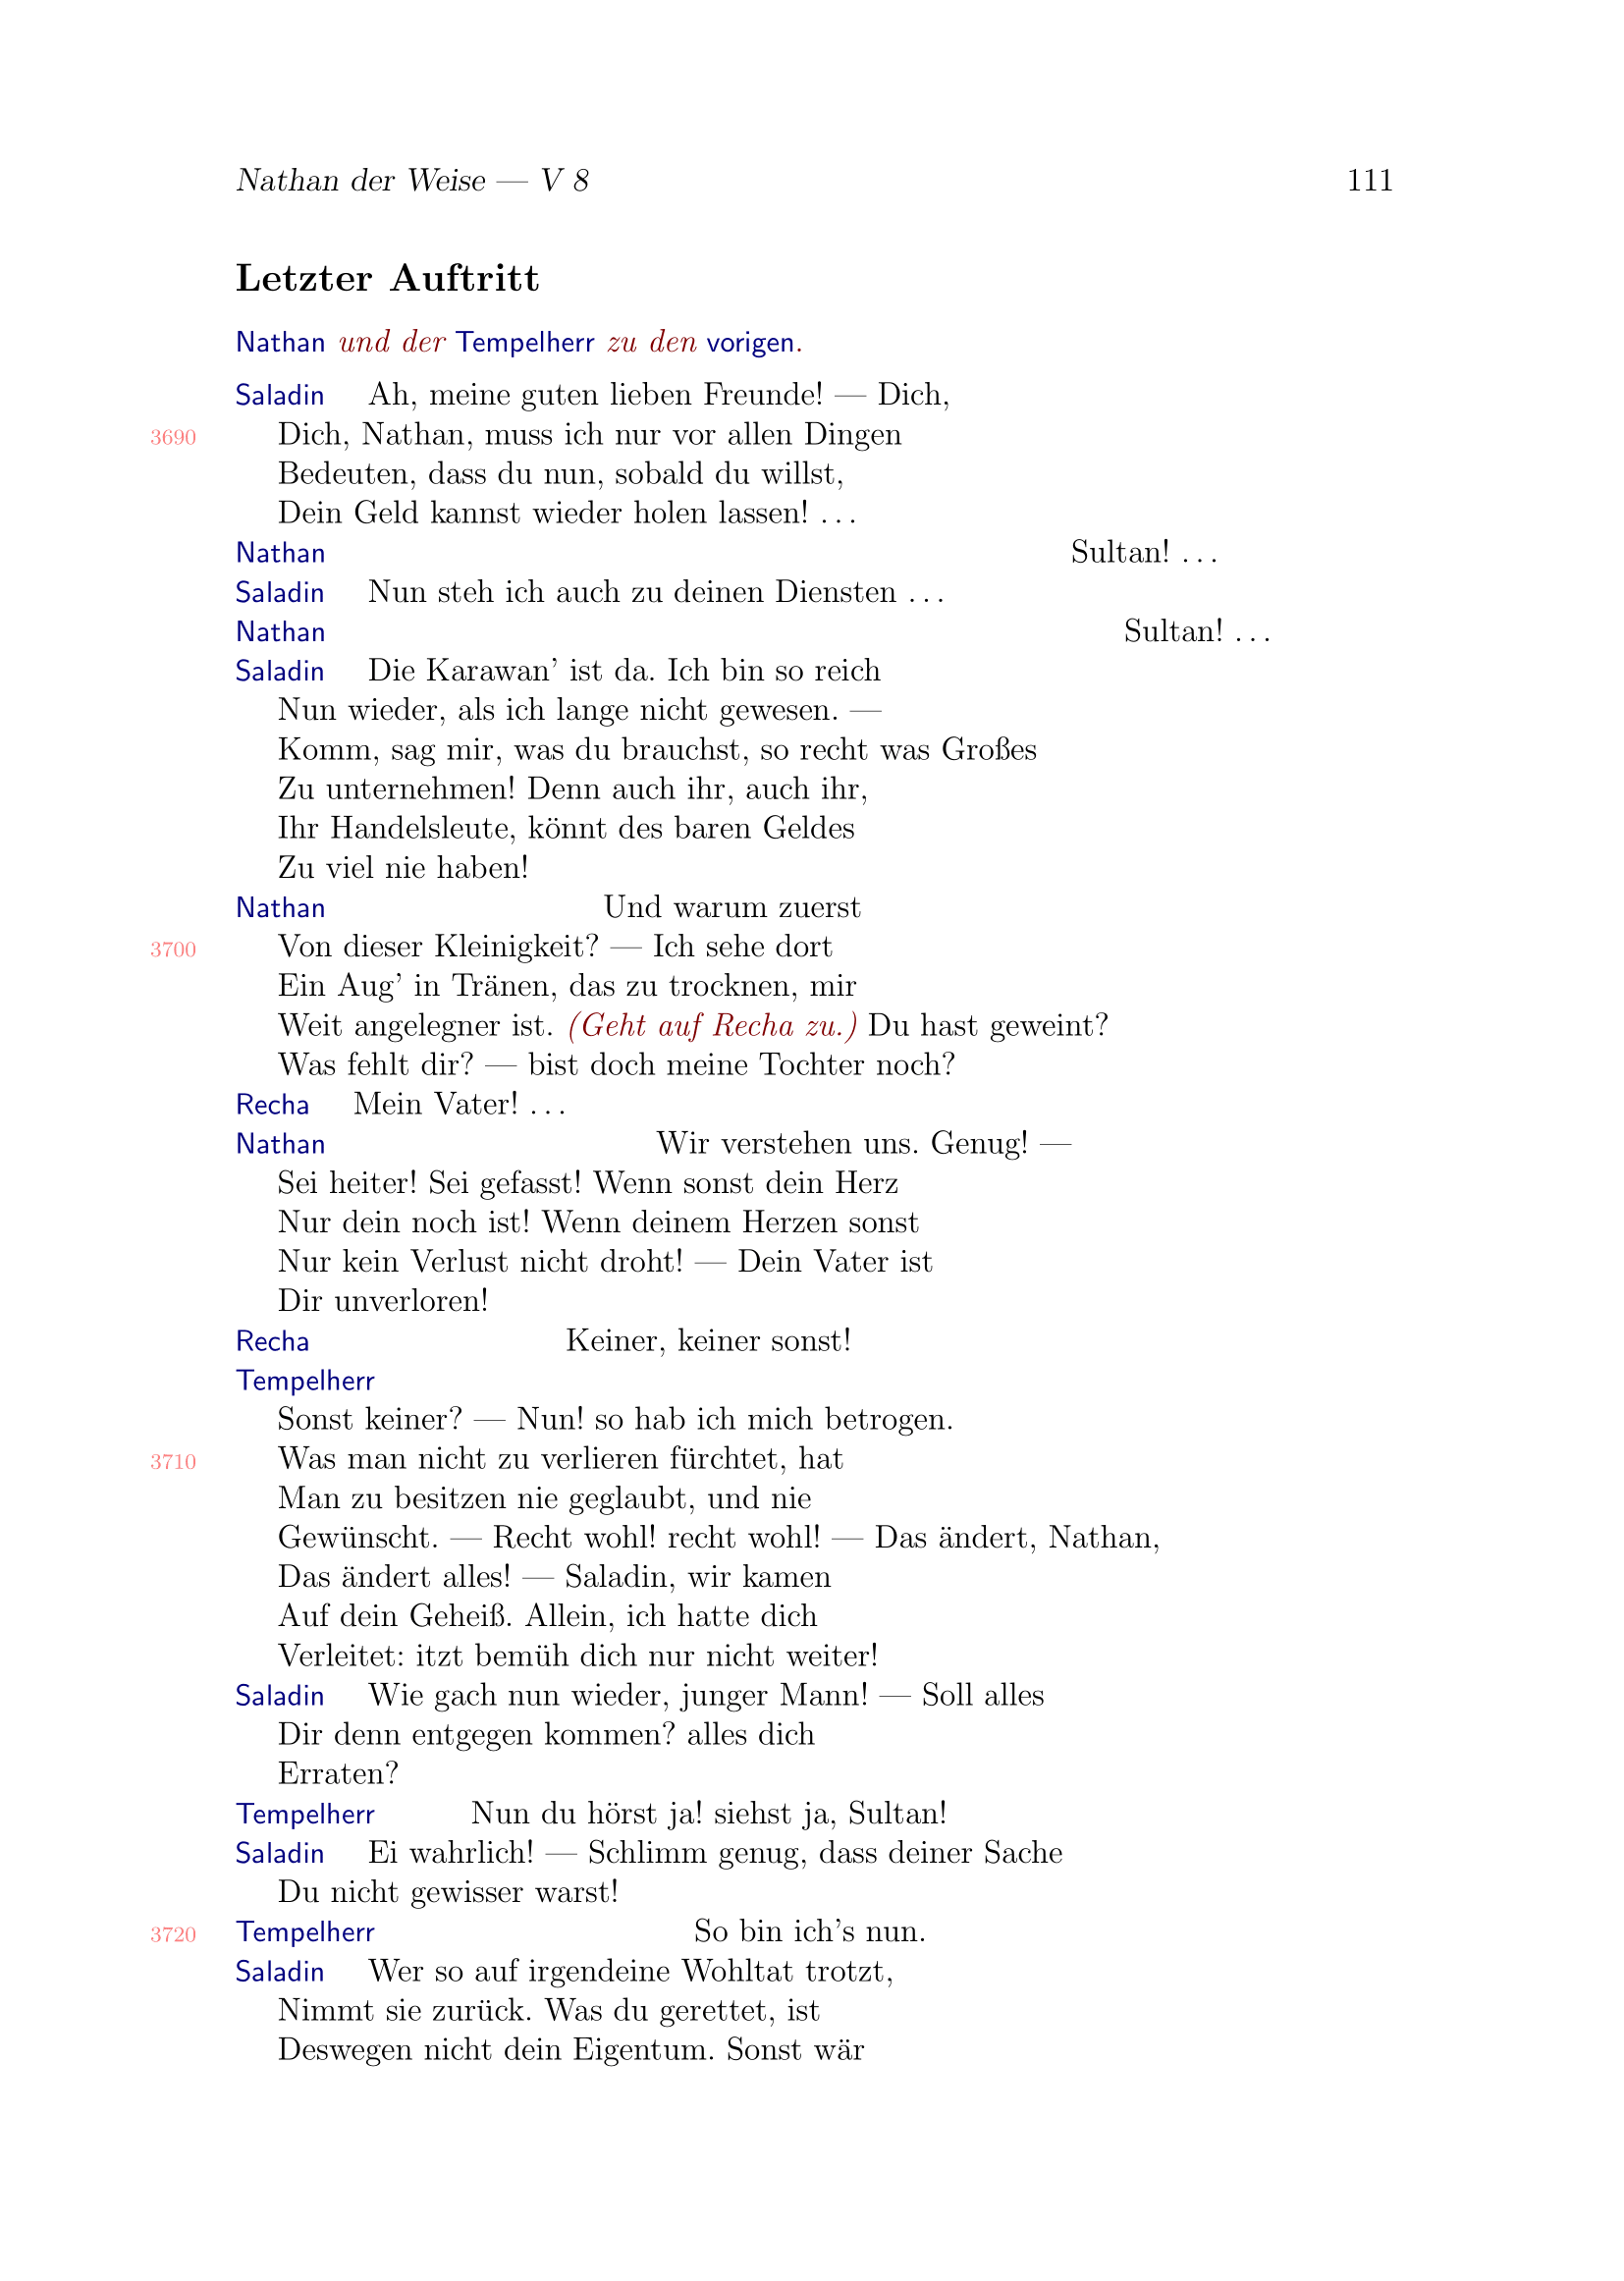 Nathan der Weise — V 8 111
Letzter Auftritt
Nathan und der Tempelherr zu den vorigen.
Saladin Ah, meine guten lieben Freunde! — Dich,
3690 Dich, Nathan, muss ich nur vor allen Dingen
Bedeuten, dass du nun, sobald du willst,
Dein Geld kannst wieder holen lassen! …
Nathan Sultan! …
Saladin Nun steh ich auch zu deinen Diensten …
Nathan Sultan! …
Saladin Die Karawan’ ist da. Ich bin so reich
Nun wieder, als ich lange nicht gewesen. —
Komm, sag mir, was du brauchst, so recht was Großes
Zu unternehmen! Denn auch ihr, auch ihr,
Ihr Handelsleute, könnt des baren Geldes
Zu viel nie haben!
Nathan Und warum zuerst
3700 Von dieser Kleinigkeit? — Ich sehe dort
Ein Aug’ in Tränen, das zu trocknen, mir
Weit angelegner ist. (Geht auf Recha zu.) Du hast geweint?
Was fehlt dir? — bist doch meine Tochter noch?
Recha Mein Vater! …
Nathan Wir verstehen uns. Genug! —
Sei heiter! Sei gefasst! Wenn sonst dein Herz
Nur dein noch ist! Wenn deinem Herzen sonst
Nur kein Verlust nicht droht! — Dein Vater ist
Dir unverloren!
Recha Keiner, keiner sonst!
Tempelherr
Sonst keiner? — Nun! so hab ich mich betrogen.
3710 Was man nicht zu verlieren fürchtet, hat
Man zu besitzen nie geglaubt, und nie
Gewünscht. — Recht wohl! recht wohl! — Das ändert, Nathan,
Das ändert alles! — Saladin, wir kamen
Auf dein Geheiß. Allein, ich hatte dich
Verleitet: itzt bemüh dich nur nicht weiter!
Saladin Wie gach nun wieder, junger Mann! — Soll alles
Dir denn entgegen kommen? alles dich
Erraten?
Tempelherr Nun du hörst ja! siehst ja, Sultan!
Saladin Ei wahrlich! — Schlimm genug, dass deiner Sache
Du nicht gewisser warst!
3720 Tempelherr So bin ich’s nun.
Saladin Wer so auf irgendeine Wohltat trotzt,
Nimmt sie zurück. Was du gerettet, ist
Deswegen nicht dein Eigentum. Sonst wär